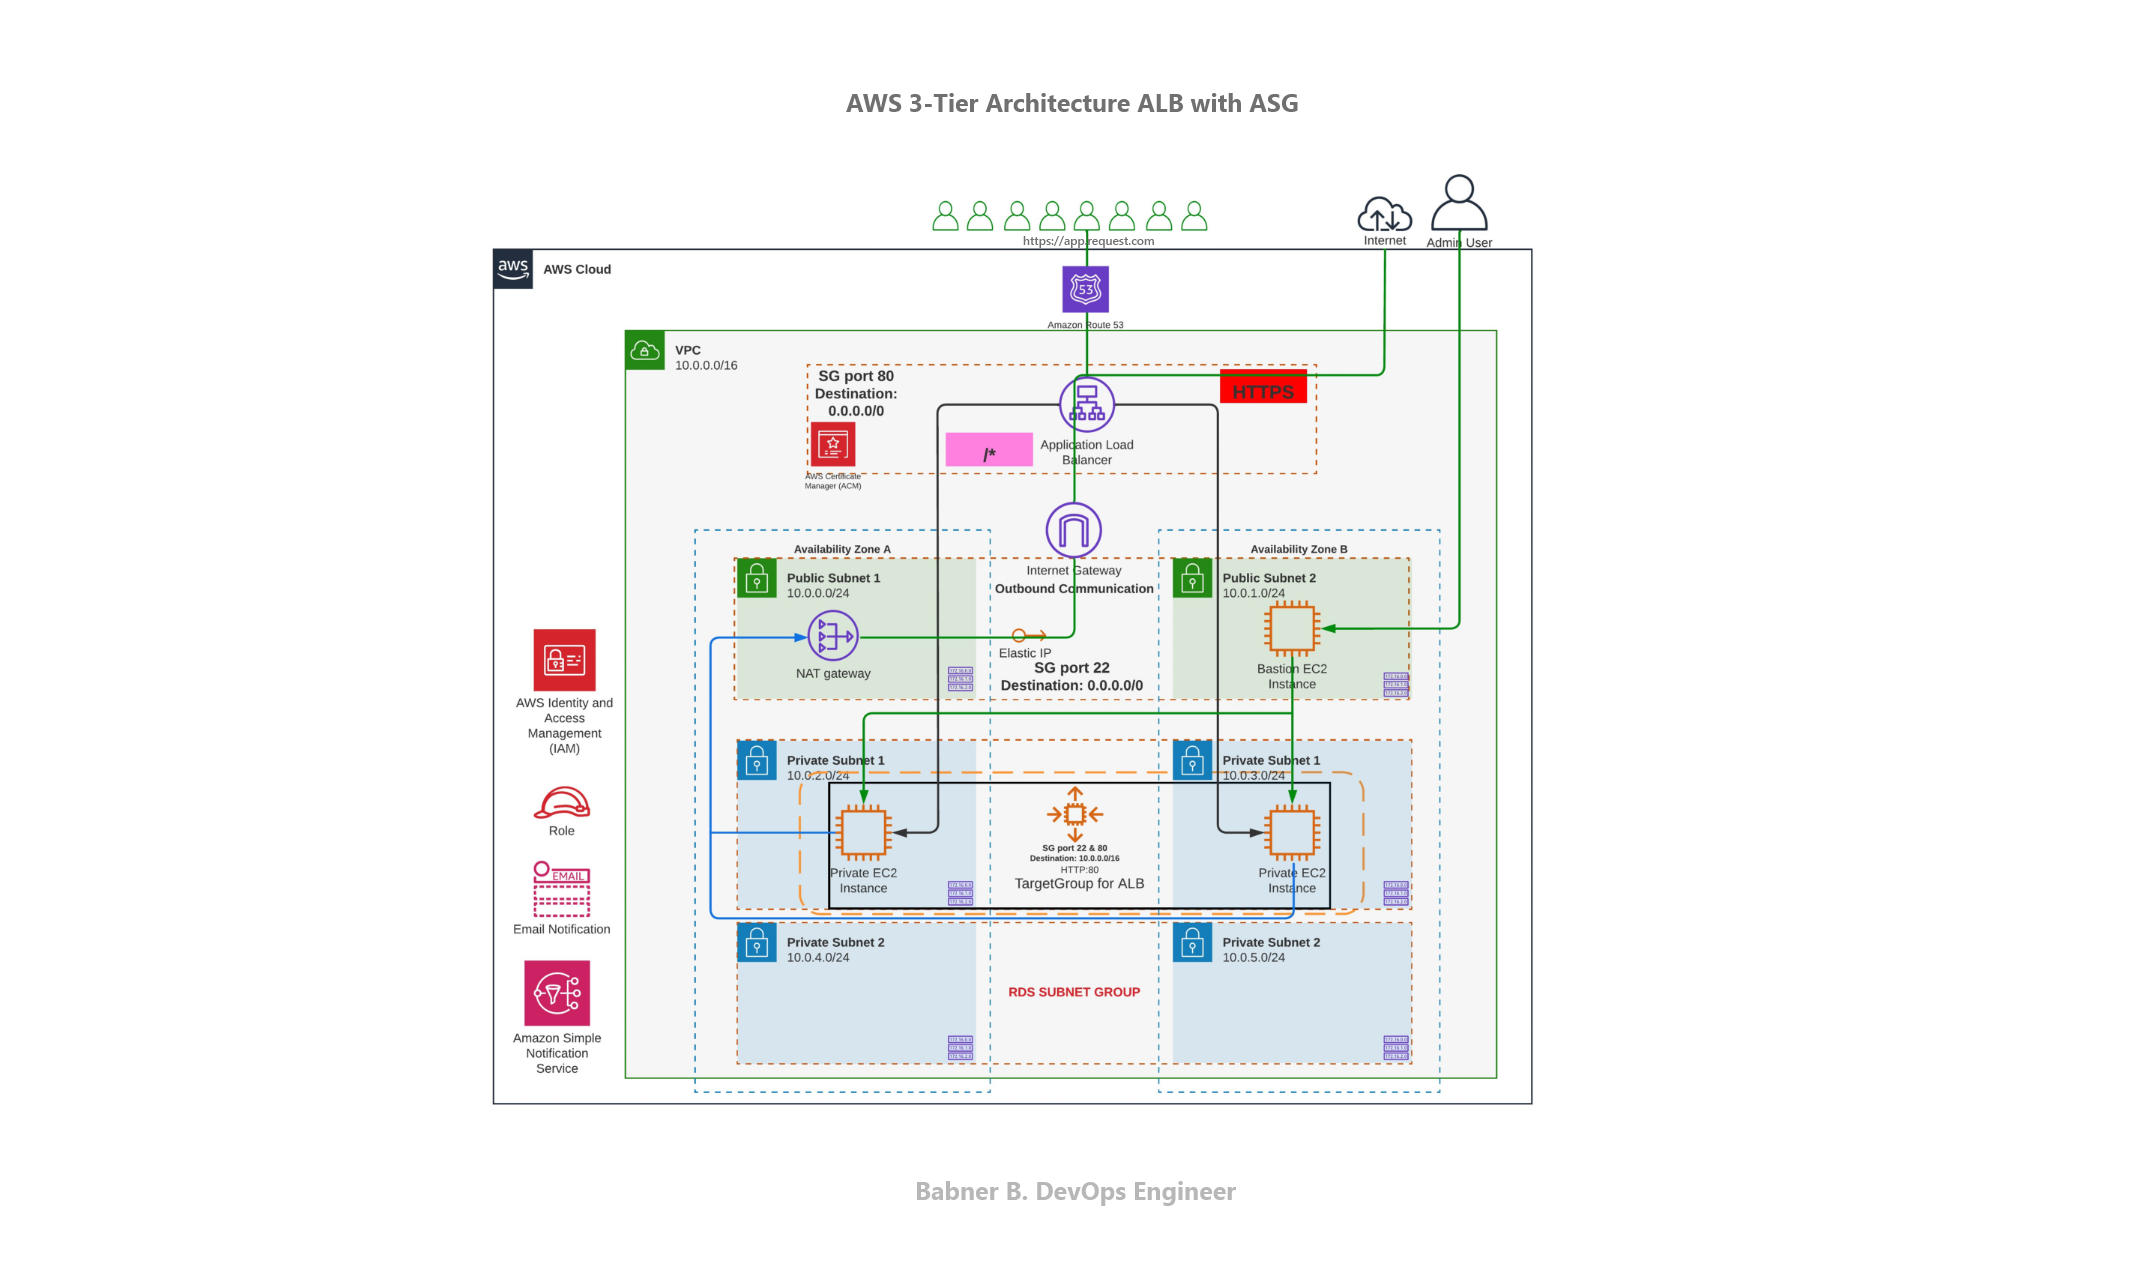 AWS 3-Tier Architecture ALB with ASG
https://app.request.com
Internet
Admin User
aws
AWS Cloud
53
Amazon Route 53
VPC
10.0.0.0/16
SG port 80
Destination:
0.0.0.0/0
HTTPS
/*
Application Load
Balancer
AWS Certificate
Manager (ACM)
Availability Zone A
Availability Zone B
Internet Gateway
Outbound Communication
Public Subnet 1
10.0.0.0/24
Public Subnet 2
10.0.1.0/24
NAT gateway
Elastic IP
SG port 22
Destination: 0.0.0.0/0
Bastion EC2
Instance
AWS Identity and
Access
Management
(IAM)
Private Subnet 1
10.0.2.0/24
Private Subnet 1
10.0.3.0/24
Role
SG port 22 & 80
Destination: 10.0.0.0/16
HTTP:80
TargetGroup for ALB
Private EC2
Instance
Private EC2
Instance
EMAIL
Email Notification
Private Subnet 2
10.0.4.0/24
Private Subnet 2
10.0.5.0/24
RDS SUBNET GROUP
Amazon Simple
Notification
Service
Babner B. DevOps Engineer